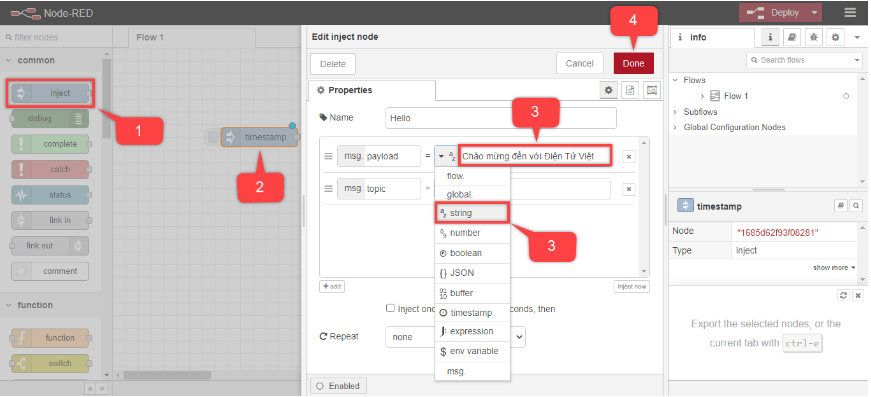 Node-RED
Deploy
filter nodes
Flow 1
common
inject
debug
complete
catch
status
link in
link out
comment
function
function
switch
1
timestamp
2
Edit inject node
4
Delete
Cancel
Done
Properties
Name
Hello
3
msg. payload
=
Chào mừng đến với Điện Tử Việt
msg. topic
=
flow.
global.
string
number
boolean
JSON
buffer
timestamp
expression
env variable
msg.
3
add
inject now
Inject onc
conds, then
Repeat
none
Enabled
info
Search flows
Flows
Flow 1
Subflows
Global Configuration Nodes
timestamp
Node
"1685d62f93f08281"
Type
inject
show more
Export the selected nodes, or the
current tab with ctrl-e